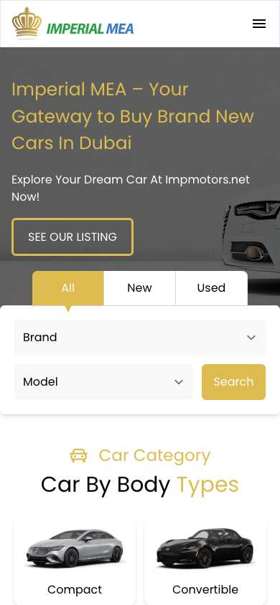 IMPERIAL MEA
Imperial MEA – Your
Gateway to Buy Brand New
Cars In Dubai
Explore Your Dream Car At Impmotors.net
Now!
SEE OUR LISTING
All New Used
Brand
Model Search
Car Category
Car By Body Types
Compact Convertible